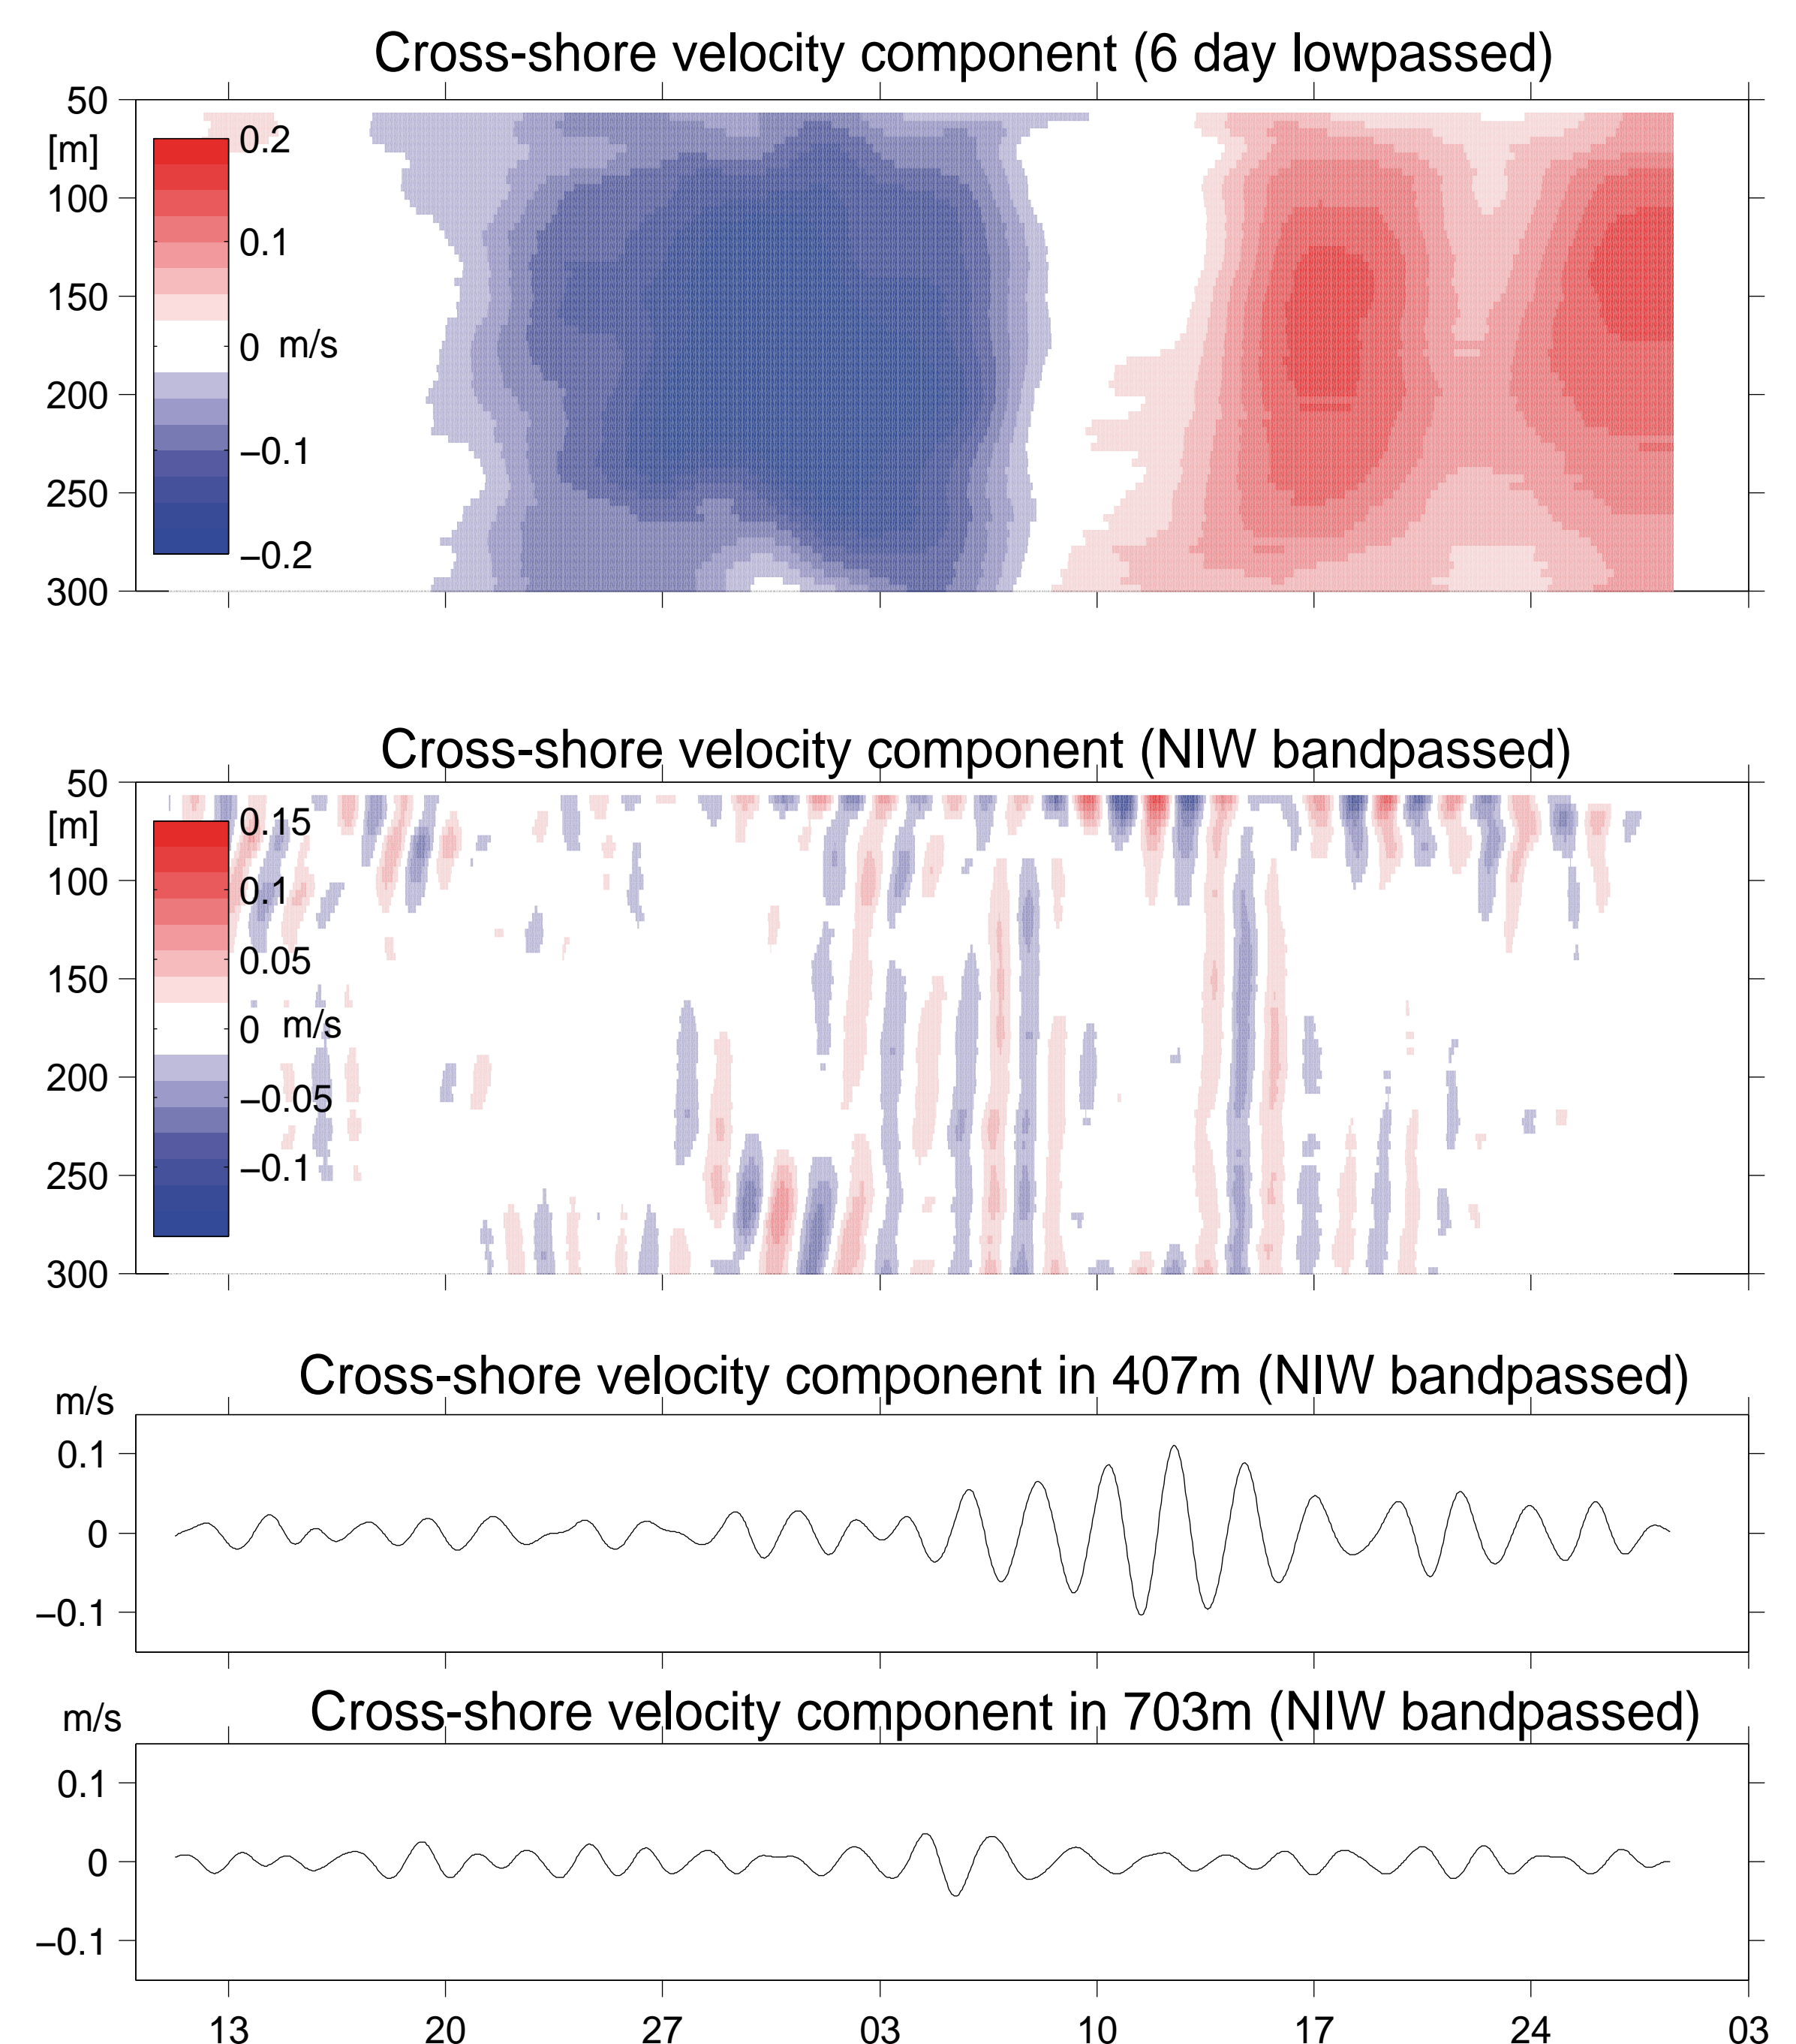 Cross-shore velocity component (6 day lowpassed)
50
[m]
100
150
200
250
300
0.2
0.1
0 m/s
−0.1
−0.2
Cross-shore velocity component (NIW bandpassed)
50
[m]
100
150
200
250
300
0.15
0.1
0.05
0 m/s
−0.05
−0.1
Cross-shore velocity component in 407m (NIW bandpassed)
m/s
0.1
0
−0.1
Cross-shore velocity component in 703m (NIW bandpassed)
m/s
0.1
0
−0.1
13 20 27 03 10 17 24 03